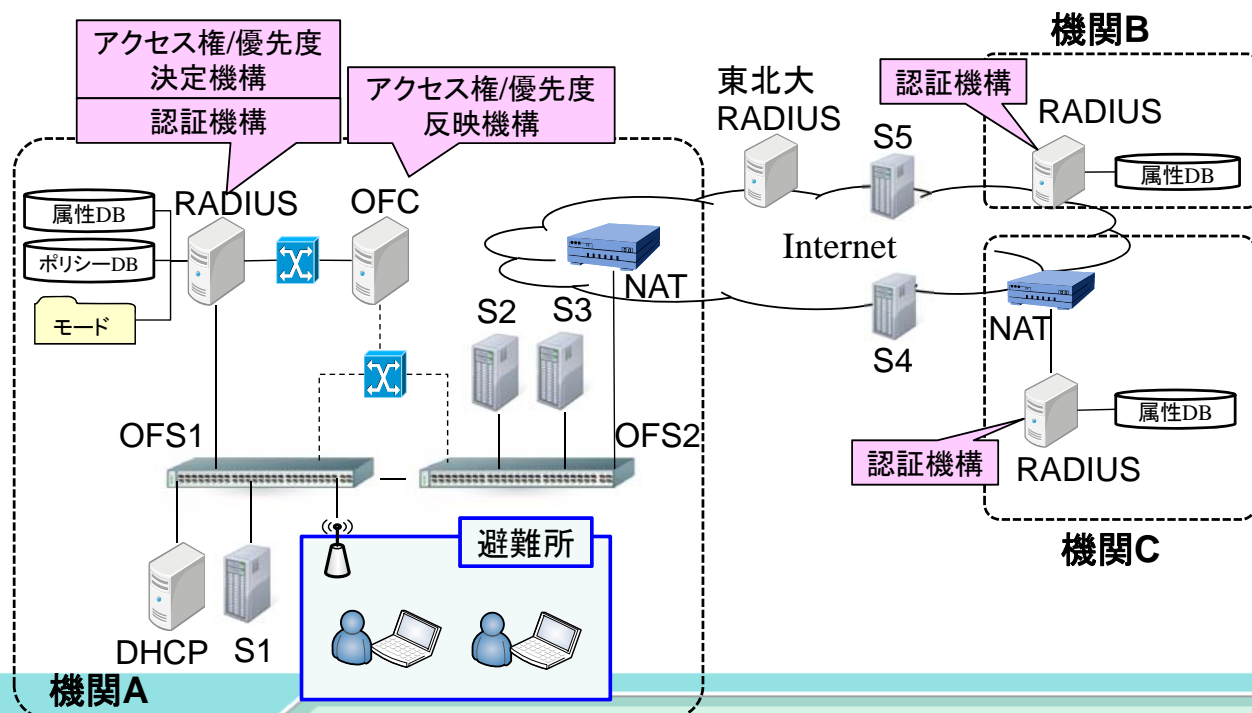 アクセス権/優先度
決定機構
認証機構
アクセス権/優先度
反映機構
機関B
東北大
RADIUS
認証機構
RADIUS
S5
属性DB
RADIUS
OFC
属性DB
ポリシーDB
モード
Internet
NAT
S2
S3
S4
NAT
OFS1
OFS2
属性DB
認証機構
RADIUS
避難所
機関C
DHCP
S1
機関A